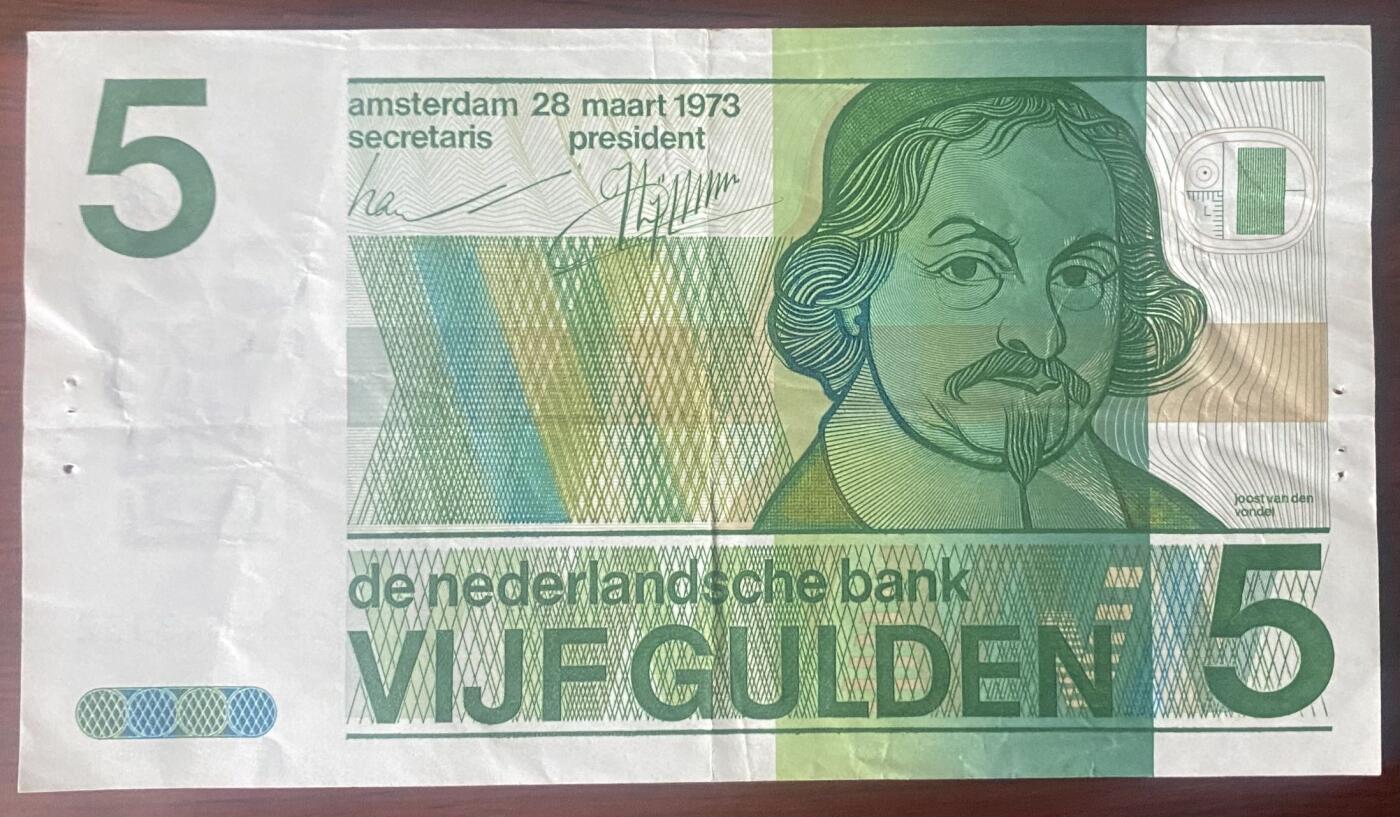 5
amsterdam 28 maart 1973
secretaris president
joost van den
vondel
de nederlandsche bank
VIJF GULDEN 5